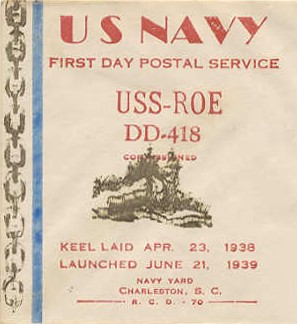 US NAVY
FIRST DAY POSTAL SERVICE
USS-ROE
DD-418
COMMISSIONED
KEEL LAID APR. 23, 1938
LAUNCHED JUNE 21, 1939
NAVY YARD
CHARLESTON, S. C.
R. C. D. - 70